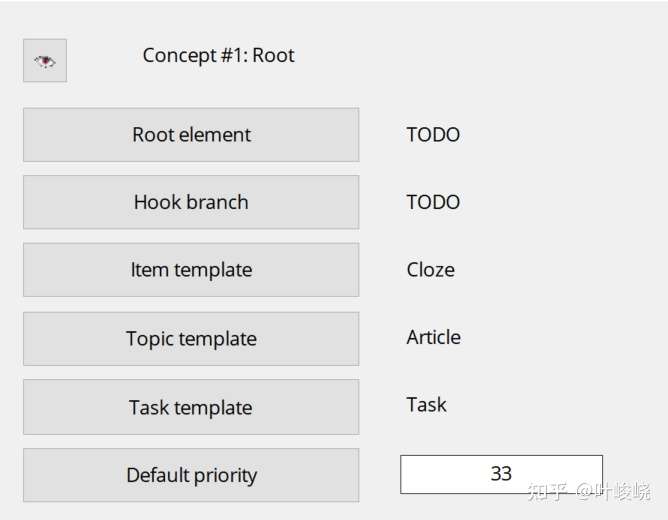 Concept #1: Root
Root element TODO
Hook branch TODO
Item template Cloze
Topic template Article
Task template Task
Default priority 33
知乎 @叶峻峣